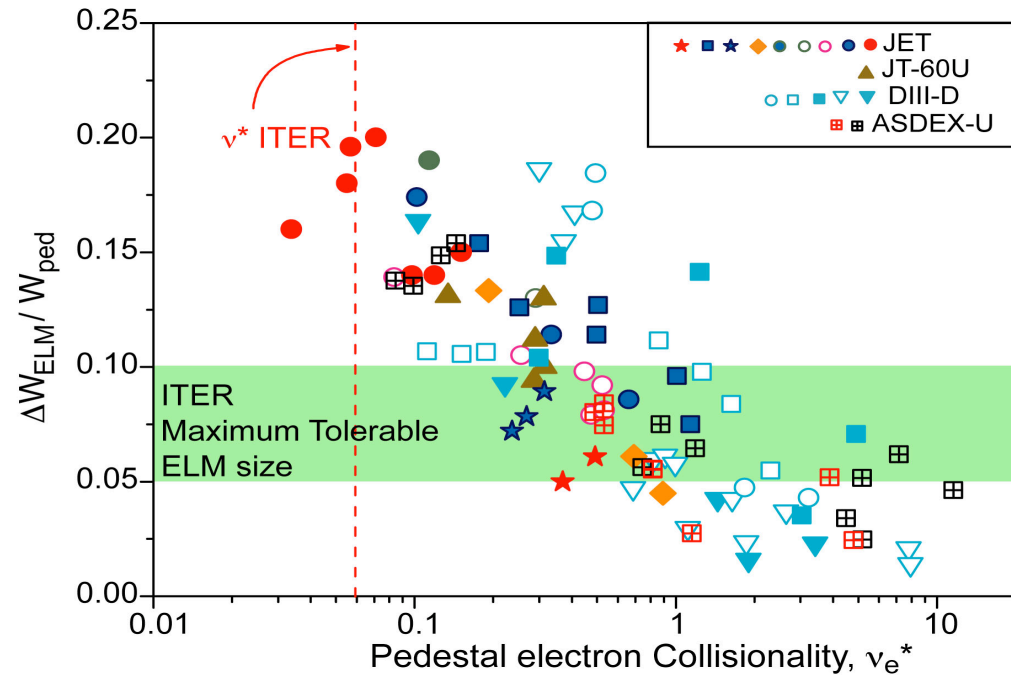 0.25
0.20
0.15
0.10
0.05
0.00
ΔW_ELM / W_ped
ν* ITER
JET
JT-60U
DIII-D
ASDEX-U
ITER
Maximum Tolerable
ELM size
0.01
0.1
1
10
Pedestal electron Collisionality, ν_e*